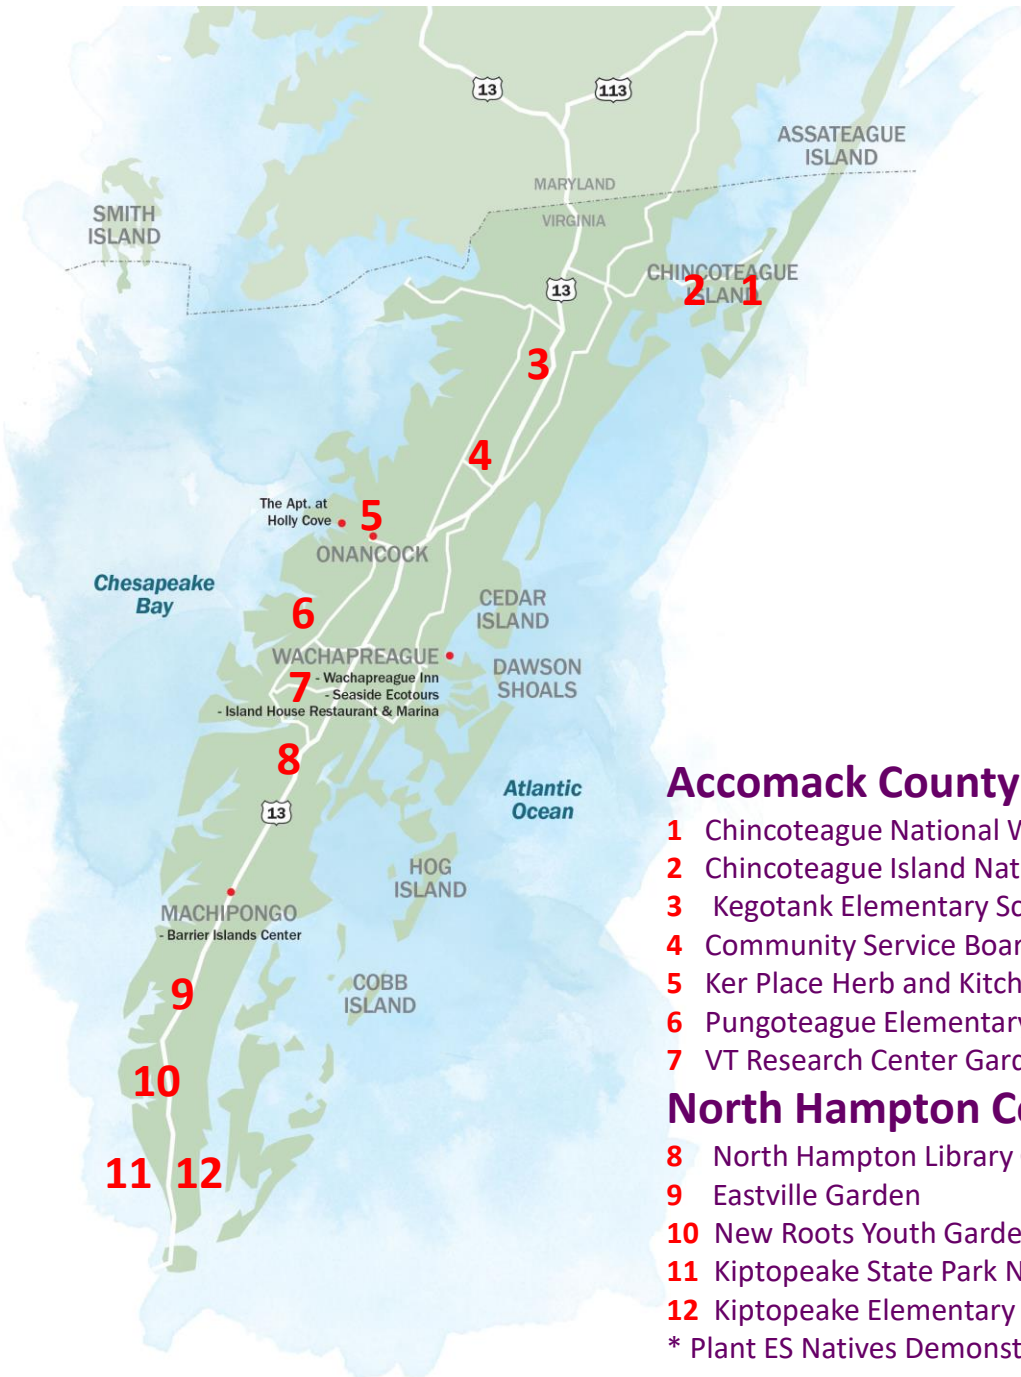 13
113
ASSATEAGUE
ISLAND
MARYLAND
VIRGINIA
SMITH
ISLAND
CHINCOTEAGUE
ISLAND
2 1
13
3
4
The Apt. at
Holly Cove
5
ONANCOCK
Chesapeake
Bay
CEDAR
ISLAND
6
WACHAPREAGUE
DAWSON
SHOALS
7
- Wachapreague Inn
- Seaside Ecotours
- Island House Restaurant & Marina
8
13
Atlantic
Ocean
HOG
ISLAND
MACHIPONGO
- Barrier Islands Center
COBB
ISLAND
9
10
11 12
Accomack County
1 Chincoteague National W
2 Chincoteague Island Nat
3 Kegotank Elementary Sc
4 Community Service Boar
5 Ker Place Herb and Kitch
6 Pungoteague Elementary
7 VT Research Center Gard
North Hampton Co
8 North Hampton Library
9 Eastville Garden
10 New Roots Youth Garde
11 Kiptopeake State Park N
12 Kiptopeake Elementary
* Plant ES Natives Demonst